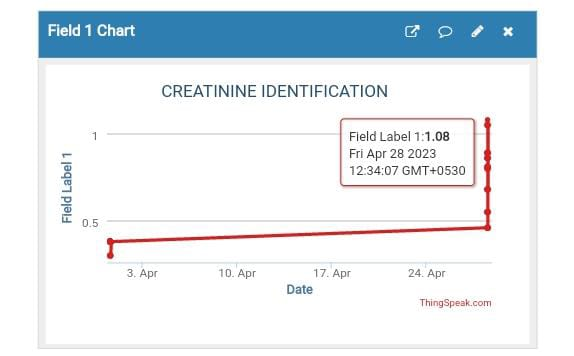 Field 1 Chart
CREATININE IDENTIFICATION
Field Label 1
1
0.5
Field Label 1:1.08
Fri Apr 28 2023
12:34:07 GMT+0530
3. Apr
10. Apr
17. Apr
24. Apr
Date
ThingSpeak.com